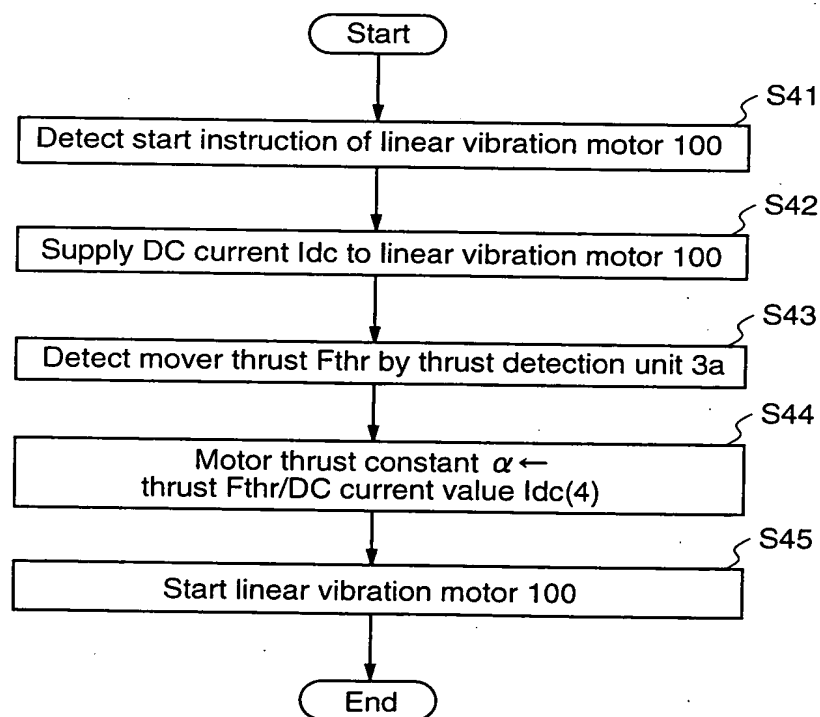 Start
S41
Detect start instruction of linear vibration motor 100
S42
Supply DC current Idc to linear vibration motor 100
S43
Detect mover thrust Fthr by thrust detection unit 3a
S44
Motor thrust constant α←
thrust Fthr/DC current value Idc(4)
S45
Start linear vibration motor 100
End